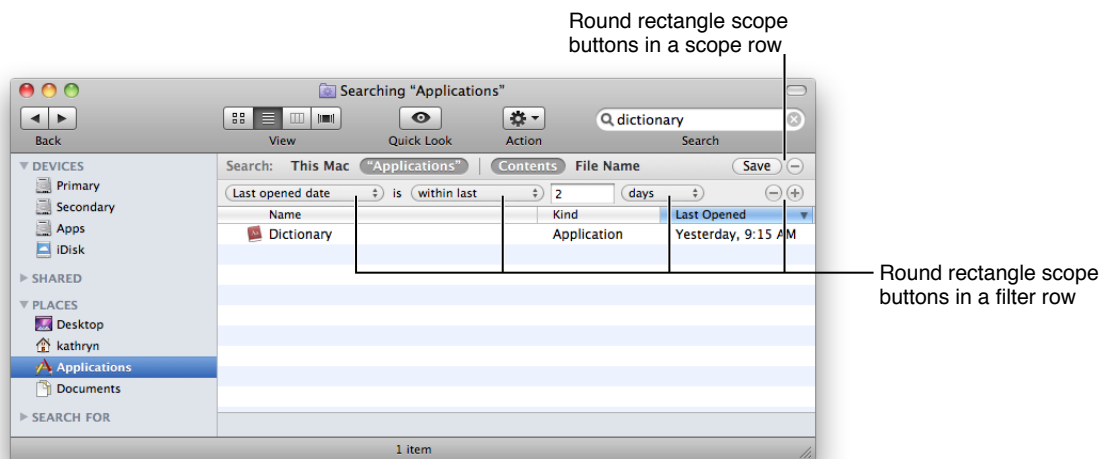 Round rectangle scope
buttons in a scope row
Searching “Applications”
dictionary
Back View Quick Look Action Search
DEVICES
Primary
Secondary
Apps
iDisk
SHARED
PLACES
Desktop
kathryn
Applications
Documents
SEARCH FOR
Search: This Mac “Applications” Contents File Name Save
Last opened date is within last 2 days
Name Kind Last Opened
Dictionary Application Yesterday, 9:15 AM
Round rectangle scope
buttons in a filter row
1 item